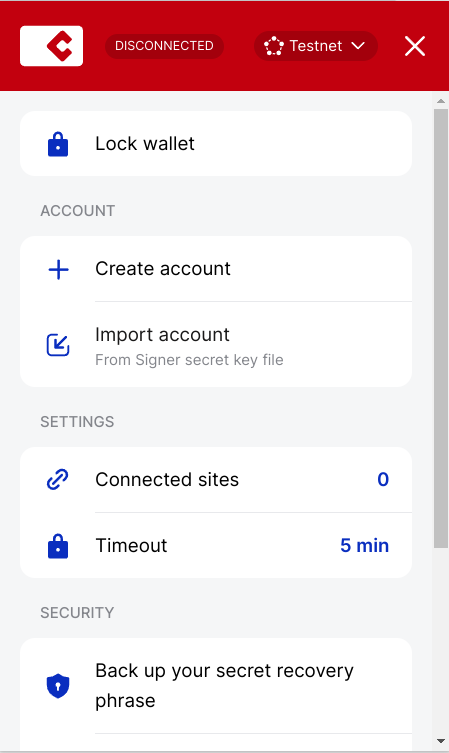 DISCONNECTED
Testnet
Lock wallet
ACCOUNT
Create account
Import account
From Signer secret key file
SETTINGS
Connected sites 0
Timeout 5 min
SECURITY
Back up your secret recovery
phrase